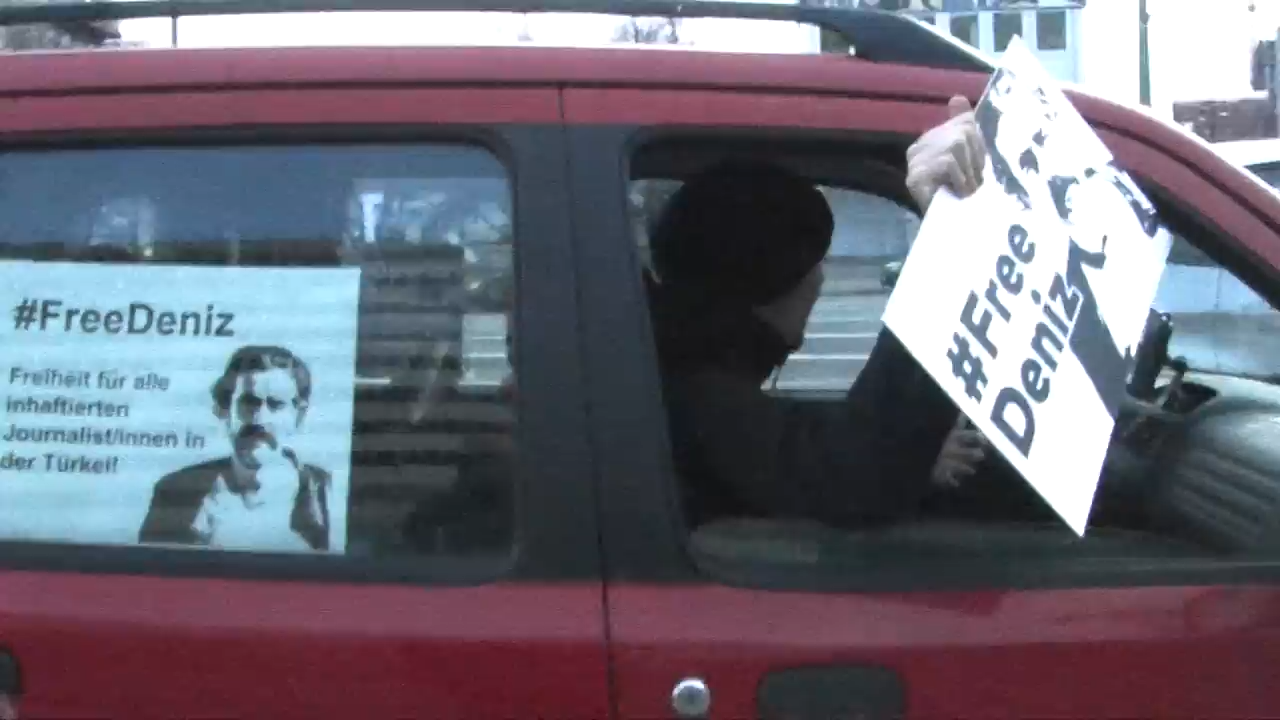 #FreeDeniz
Freiheit für alle
inhaftierten
Journalist/innen in
der Türkei!
#Free
Deniz